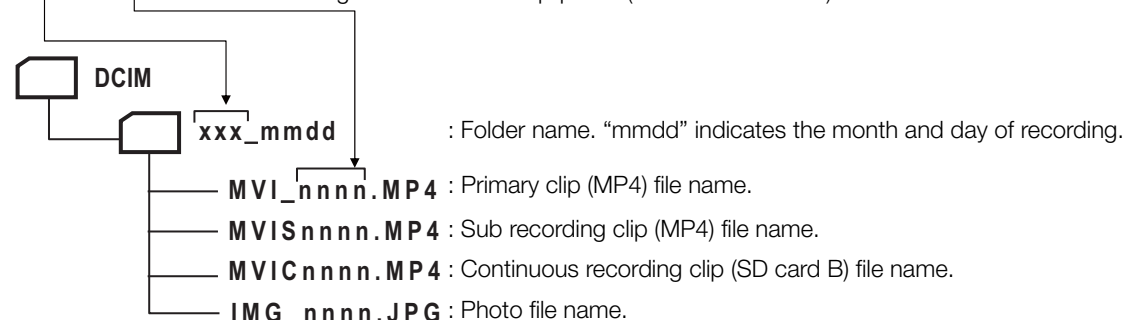 DCIM
xxx_mmdd : Folder name. “mmdd” indicates the month and day of recording.
MVI_nnnn.MP4 : Primary clip (MP4) file name.
MVISnnnn.MP4 : Sub recording clip (MP4) file name.
MVICnnnn.MP4 : Continuous recording clip (SD card B) file name.
IMG_nnnn.JPG : Photo file name.